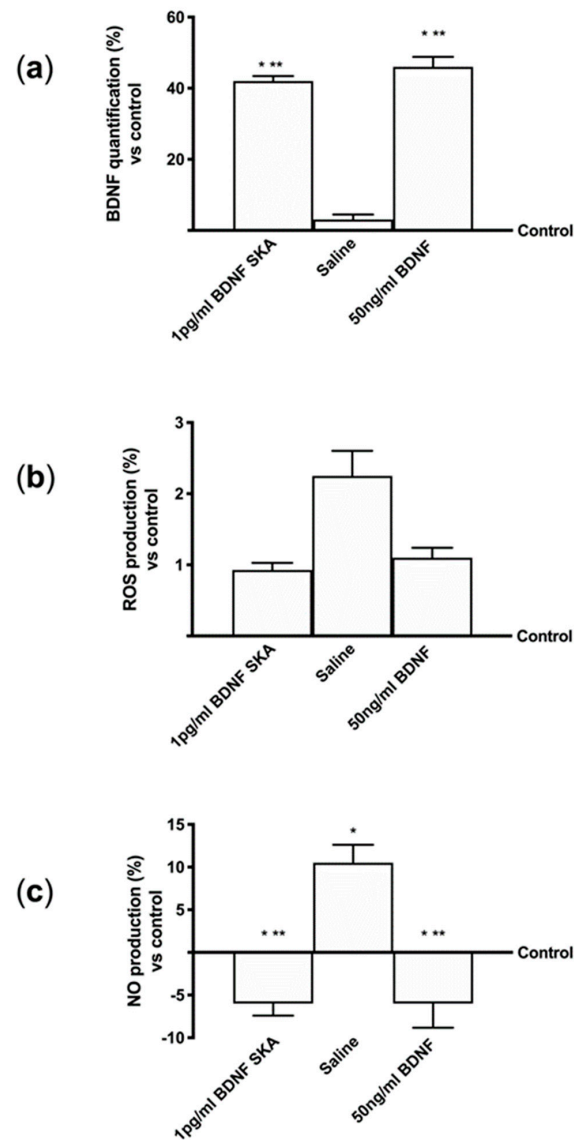 (a)
BDNF quantification (%)
vs control
60
40
20
* **
* **
Control
1pg/ml BDNF SKA
Saline
50ng/ml BDNF
(b)
ROS production (%)
vs control
3
2
1
Control
1pg/ml BDNF SKA
Saline
50ng/ml BDNF
(c)
NO production (%)
vs control
15
10
5
-5
-10
* **
*
* **
Control
1pg/ml BDNF SKA
Saline
50ng/ml BDNF